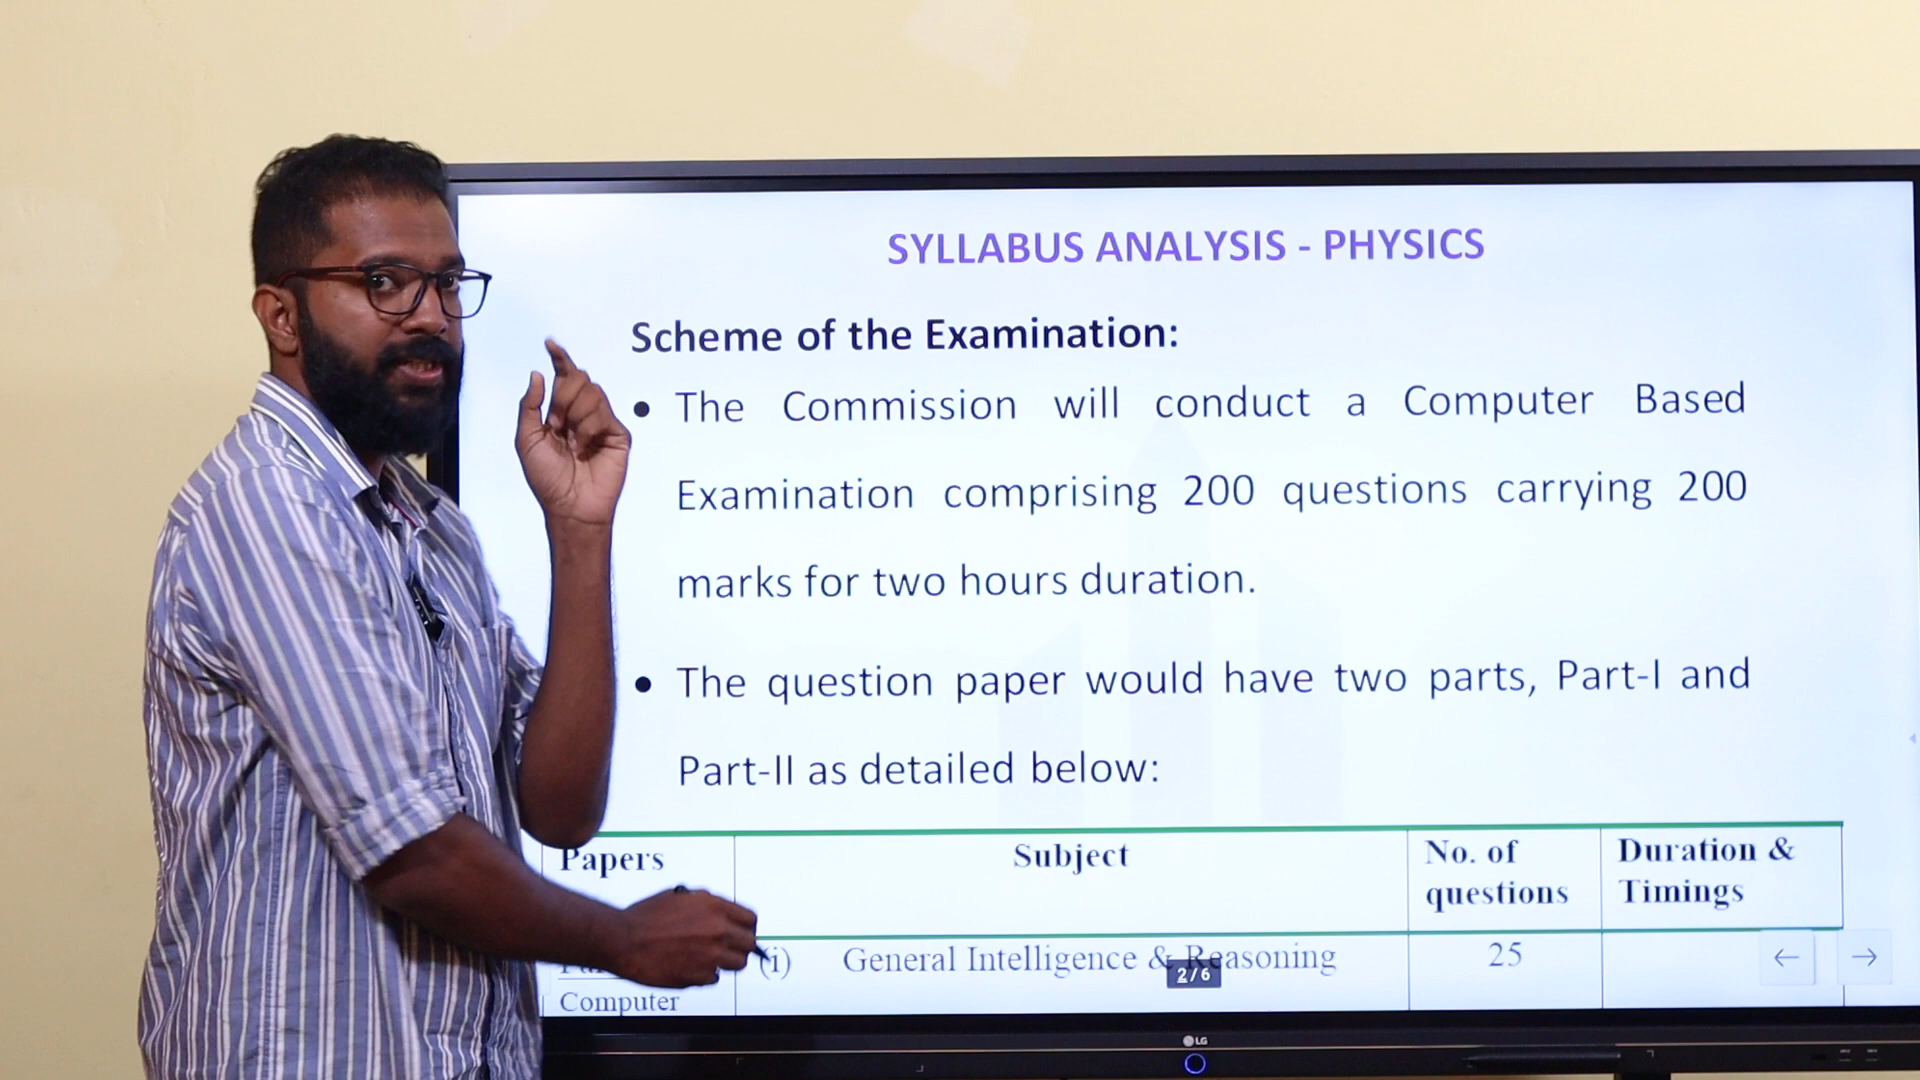 SYLLABUS ANALYSIS - PHYSICS
Scheme of the Examination:
• The Commission will conduct a Computer Based
Examination comprising 200 questions carrying 200
marks for two hours duration.
• The question paper would have two parts, Part-I and
Part-II as detailed below:
Papers Subject No. of questions Duration & Timings
(i) General Intelligence & Reasoning 25
Computer
2/6
LG